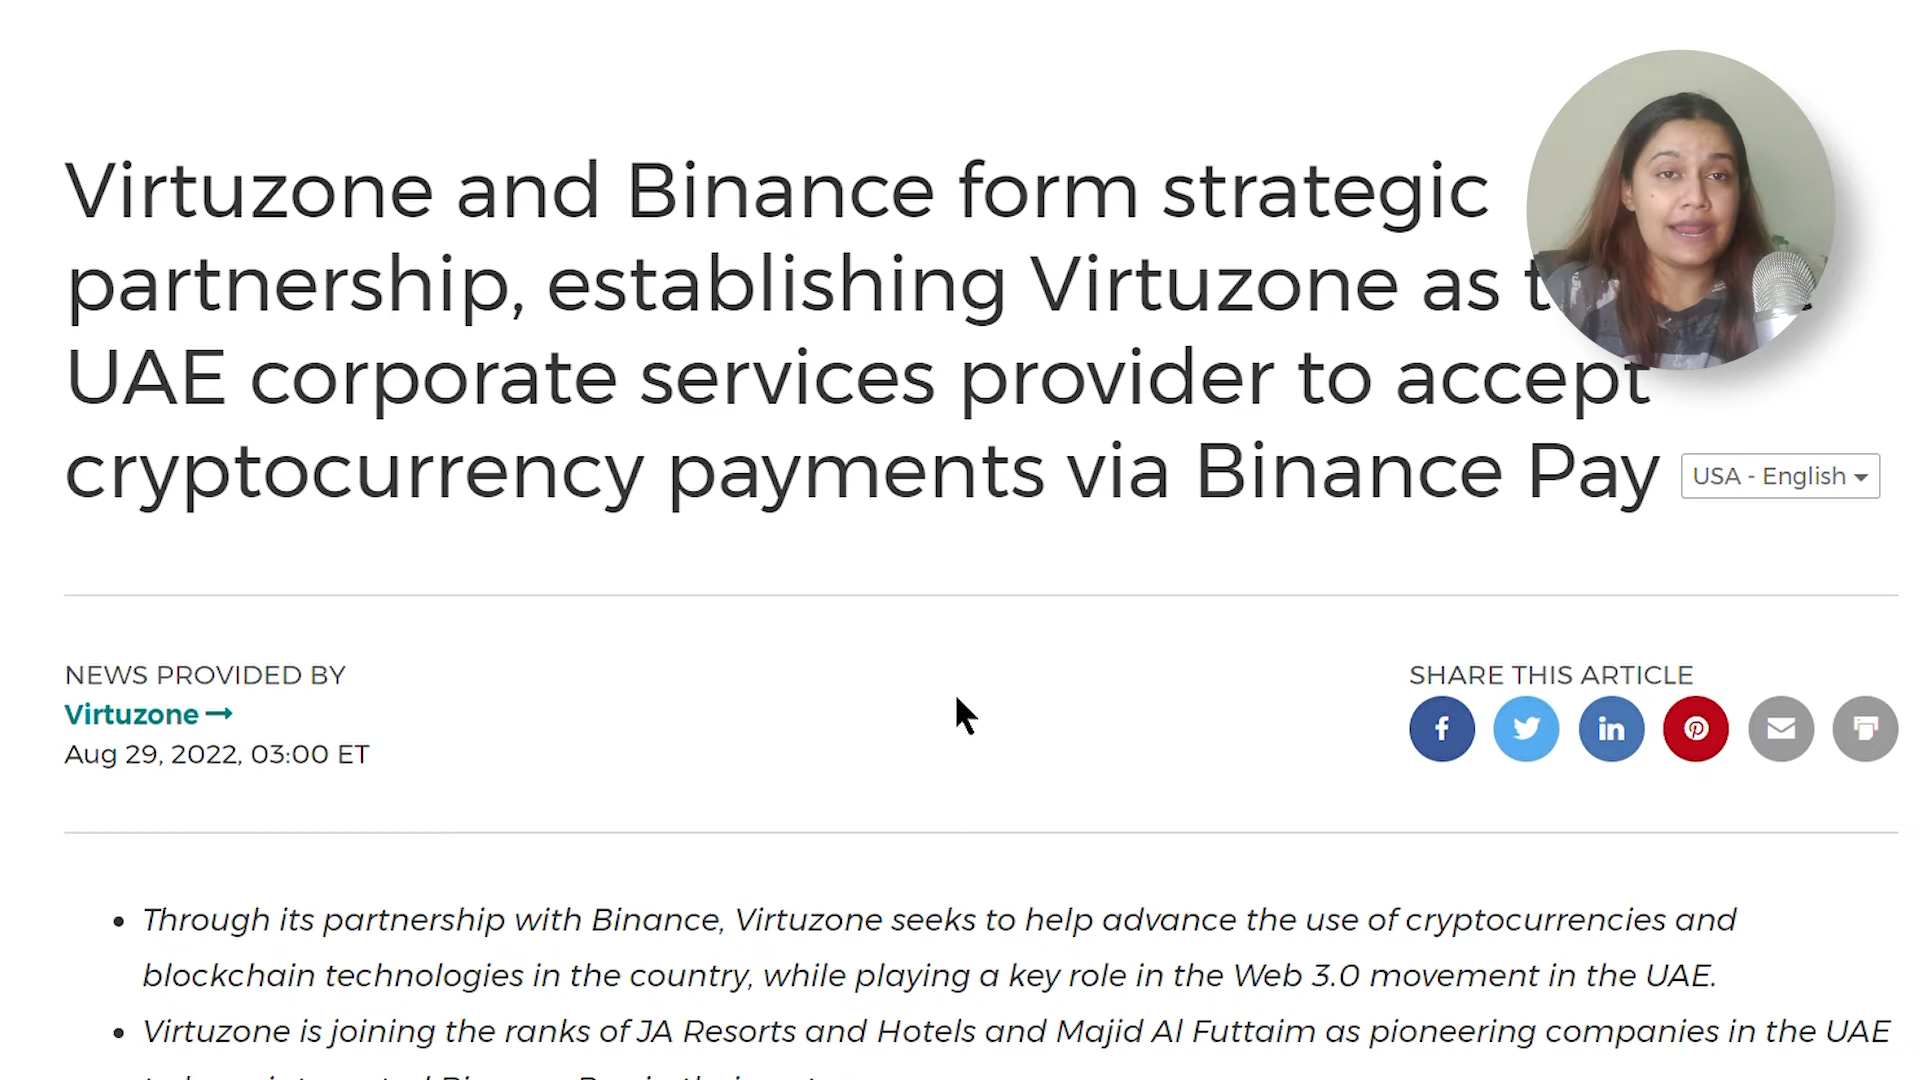 Virtuzone and Binance form strategic
partnership, establishing Virtuzone as
UAE corporate services provider to accept
cryptocurrency payments via Binance Pay
USA - English
NEWS PROVIDED BY
Virtuzone
Aug 29, 2022, 03:00 ET
SHARE THIS ARTICLE
Through its partnership with Binance, Virtuzone seeks to help advance the use of cryptocurrencies and
blockchain technologies in the country, while playing a key role in the Web 3.0 movement in the UAE.
Virtuzone is joining the ranks of JA Resorts and Hotels and Majid Al Futtaim as pioneering companies in the UAE